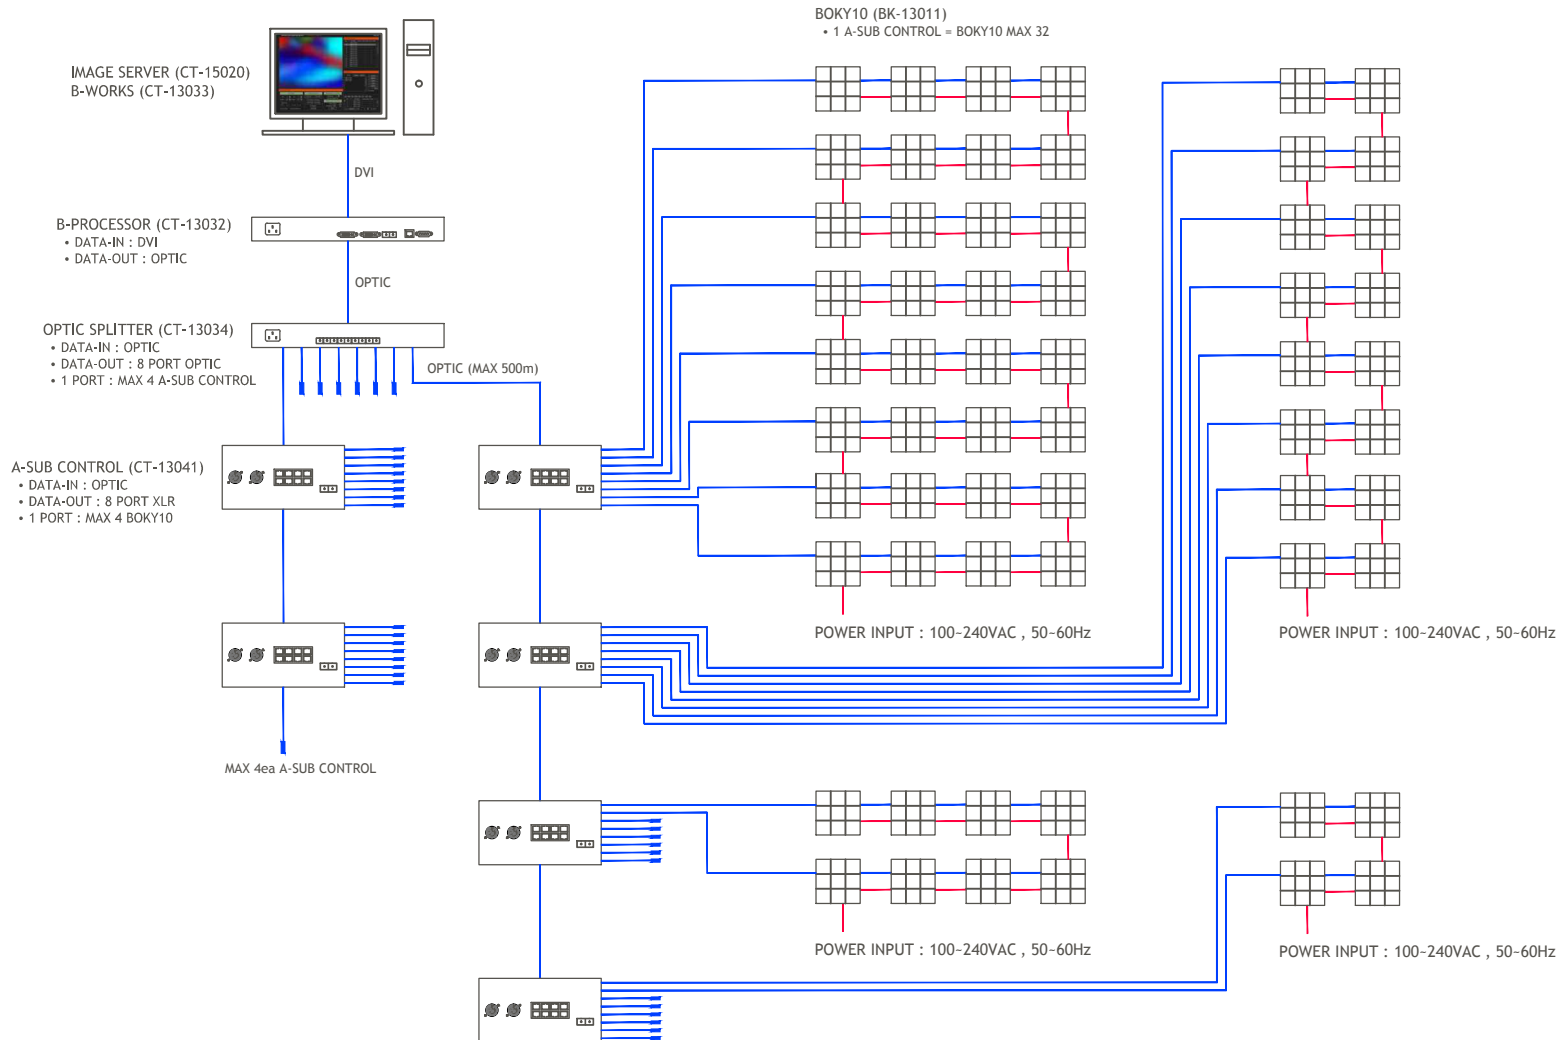 BOKY10 (BK-13011)
• 1 A-SUB CONTROL = BOKY10 MAX 32
IMAGE SERVER (CT-15020)
B-WORKS (CT-13033)
DVI
B-PROCESSOR (CT-13032)
• DATA-IN : DVI
• DATA-OUT : OPTIC
OPTIC
OPTIC SPLITTER (CT-13034)
• DATA-IN : OPTIC
• DATA-OUT : 8 PORT OPTIC
• 1 PORT : MAX 4 A-SUB CONTROL
OPTIC (MAX 500m)
A-SUB CONTROL (CT-13041)
• DATA-IN : OPTIC
• DATA-OUT : 8 PORT XLR
• 1 PORT : MAX 4 BOKY10
POWER INPUT : 100~240VAC , 50~60Hz
POWER INPUT : 100~240VAC , 50~60Hz
MAX 4ea A-SUB CONTROL
POWER INPUT : 100~240VAC , 50~60Hz
POWER INPUT : 100~240VAC , 50~60Hz